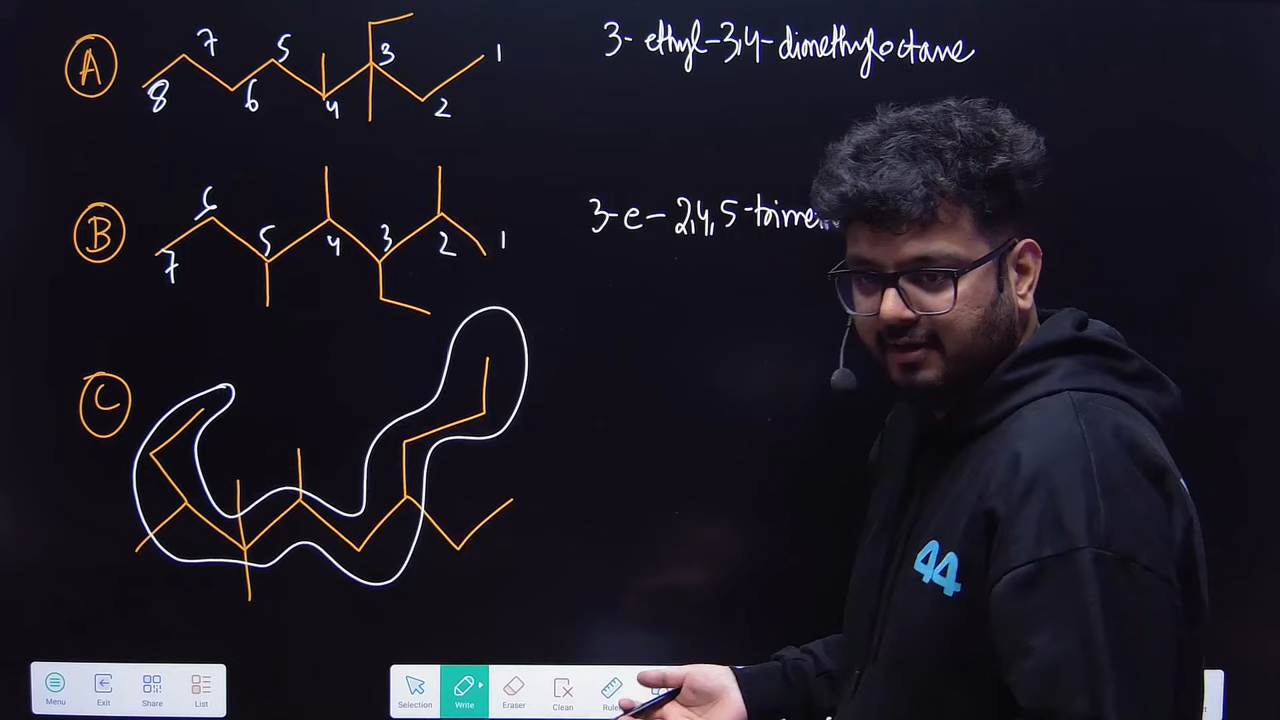 A
7
5
3
1
8
6
4
2
3- ethyl-3,4-dimethyloctane
B
6
5
4
3
2
1
7
3-e-2,4,5-trime
C
44
Menu
Exit
Share
List
Selection
Write
Eraser
Clean
Rule